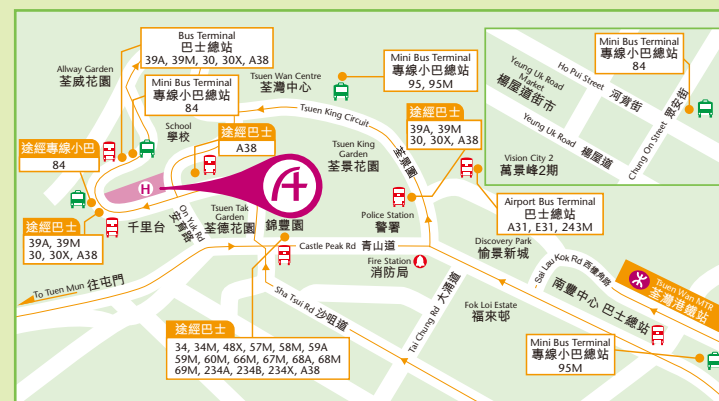 Bus Terminal
巴士總站
39A, 39M, 30, 30X, A38
Allway Garden
荃威花園
Mini Bus Terminal
專線小巴總站
84
School
學校
途經專線小巴
84
途經巴士
A38
H
途經巴士
39A, 39M
30, 30X, A38
千里台
On Yuk Rd
安育路
Tsuen Tak
Garden
荃德花園
錦豐園
Tsuen Wan Centre
荃灣中心
Mini Bus Terminal
專線小巴總站
95, 95M
Tsuen King Circuit
荃景圍
Tsuen King
Garden
荃景花園
途經巴士
39A, 39M
30, 30X, A38
Police Station
警署
Castle Peak Rd 青山道
Fire Station
消防局
To Tuen Mun 往屯門
Sha Tsui Rd 沙咀道
途經巴士
34, 34M, 48X, 57M, 58M, 59A
59M, 60M, 66M, 67M, 68A, 68M
69M, 234A, 234B, 234X, A38
Tai Chung Rd 大涌道
Fok Loi Estate
福來邨
Discovery Park
愉景新城
Airport Bus Terminal
巴士總站
A31, E31, 243M
Sai Lau Kok Rd 西樓角路
Tsuen Wan MTR
荃灣港鐵站
南豐中心 巴士總站
Mini Bus Terminal
專線小巴總站
95M
Yeung Uk Road
Market
楊屋道街市
Ho Pui Street 河背街
Yeung Uk Road 楊屋道
Chung On Street 眾安街
Vision City 2
萬景峰2期
Mini Bus Terminal
專線小巴總站
84